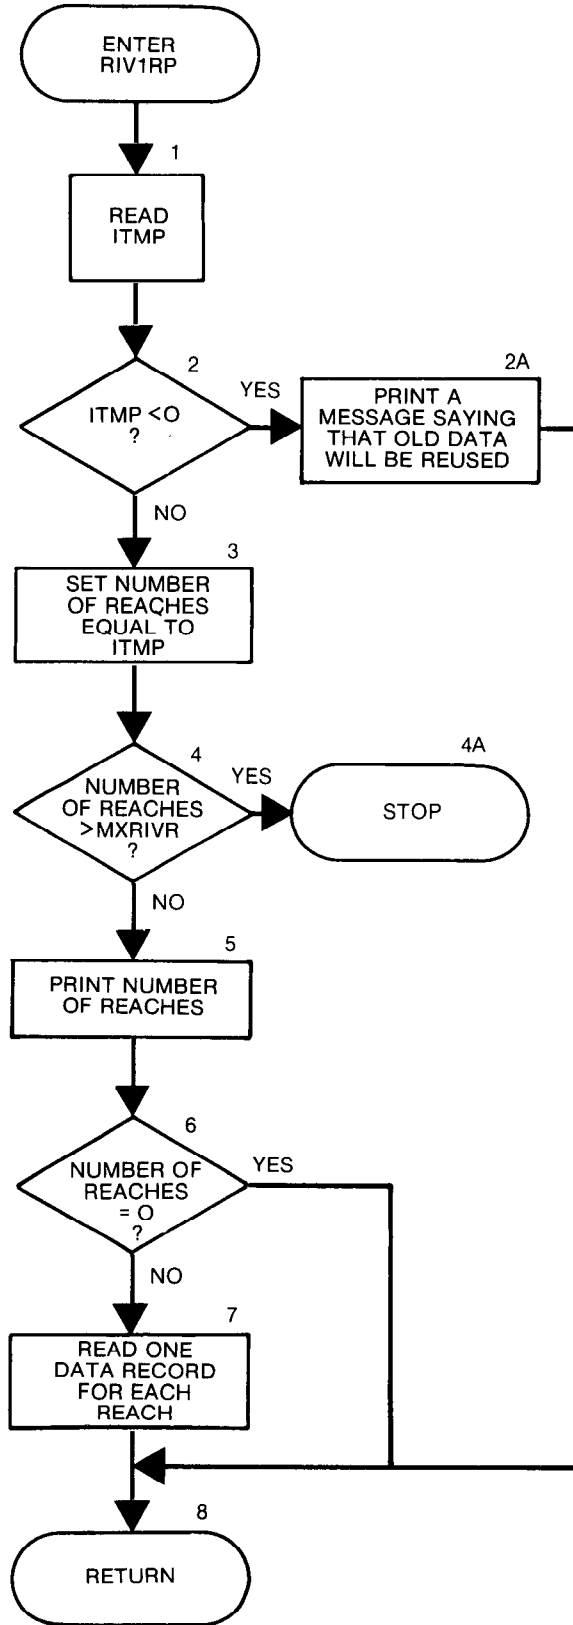 ENTER
RIV1RP
1
READ
ITMP
2
ITMP <O
?
YES
2A
PRINT A
MESSAGE SAYING
THAT OLD DATA
WILL BE REUSED
NO
3
SET NUMBER
OF REACHES
EQUAL TO
ITMP
4
NUMBER
OF REACHES
>MXRIVR
?
YES
4A
STOP
NO
5
PRINT NUMBER
OF REACHES
6
NUMBER OF
REACHES
= O
?
YES
NO
7
READ ONE
DATA RECORD
FOR EACH
REACH
8
RETURN